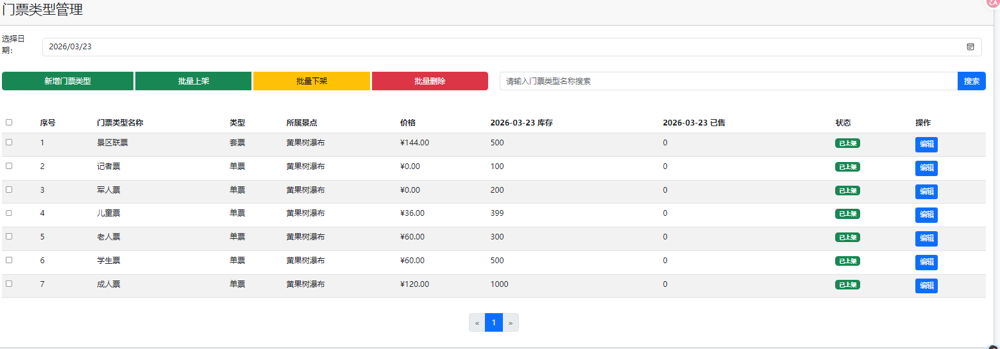 门票类型管理
选择日期：
2026/03/23
新增门票类型 批量上架 批量下架 批量删除 请输入门票类型名称搜索 搜索
序号 门票类型名称 类型 所属景点 价格 2026-03-23 库存 2026-03-23 已售 状态 操作
1 景区联票 套票 黄果树瀑布 ¥144.00 500 0 已上架 编辑
2 记者票 单票 黄果树瀑布 ¥0.00 100 0 已上架 编辑
3 军人票 单票 黄果树瀑布 ¥0.00 200 0 已上架 编辑
4 儿童票 单票 黄果树瀑布 ¥36.00 399 0 已上架 编辑
5 老人票 单票 黄果树瀑布 ¥60.00 300 0 已上架 编辑
6 学生票 单票 黄果树瀑布 ¥60.00 500 0 已上架 编辑
7 成人票 单票 黄果树瀑布 ¥120.00 1000 0 已上架 编辑
« 1 »